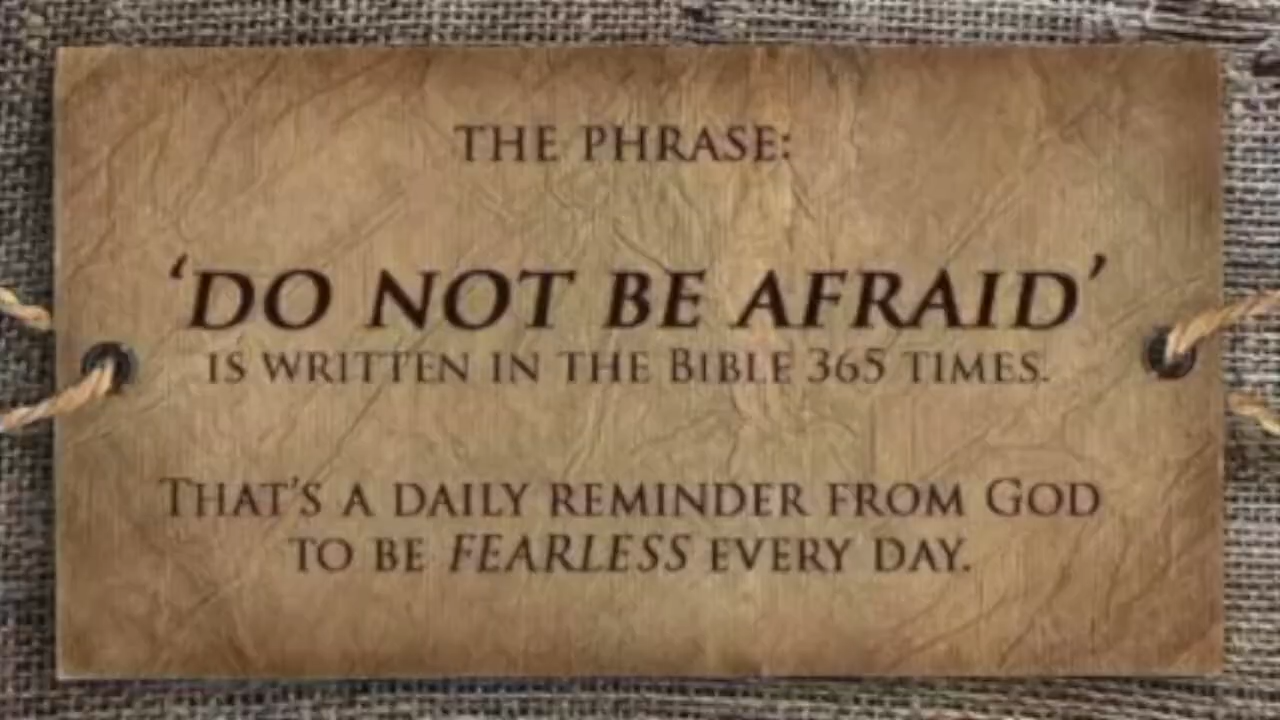 THE PHRASE:
‘DO NOT BE AFRAID’
IS WRITTEN IN THE BIBLE 365 TIMES.
THAT'S A DAILY REMINDER FROM GOD
TO BE FEARLESS EVERY DAY.